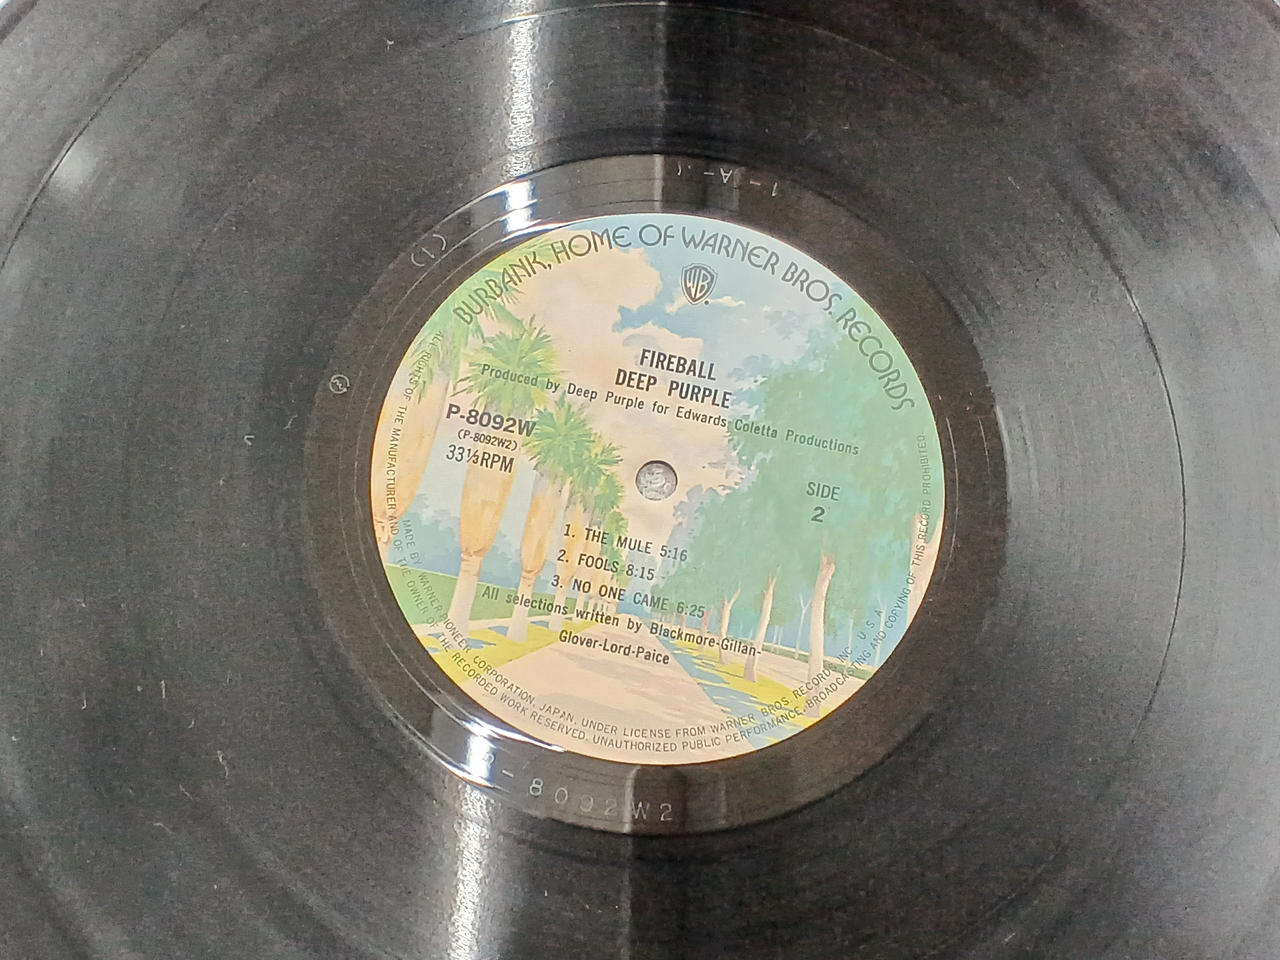 BURBANK, HOME OF WARNER BROS. RECORDS
WB
FIREBALL
DEEP PURPLE
Produced by Deep Purple for Edwards Coletta Productions
P-8092W
(P-8092W2)
33⅓RPM
SIDE
2
1. THE MULE 5:16
2. FOOLS 8:15
3. NO ONE CAME 6:25
All selections written by Blackmore-Gillan-
Glover-Lord-Paice
MADE BY WARNER-PIONEER CORPORATION, JAPAN, UNDER LICENSE FROM WARNER BROS RECORDS INC. U.S.A.
ALL RIGHTS OF THE MANUFACTURER AND OF THE OWNER OF THE RECORDED WORK RESERVED. UNAUTHORIZED PUBLIC PERFORMANCE, BROADCASTING AND COPYING OF THIS RECORD PROHIBITED.
P-8092W2
(1)